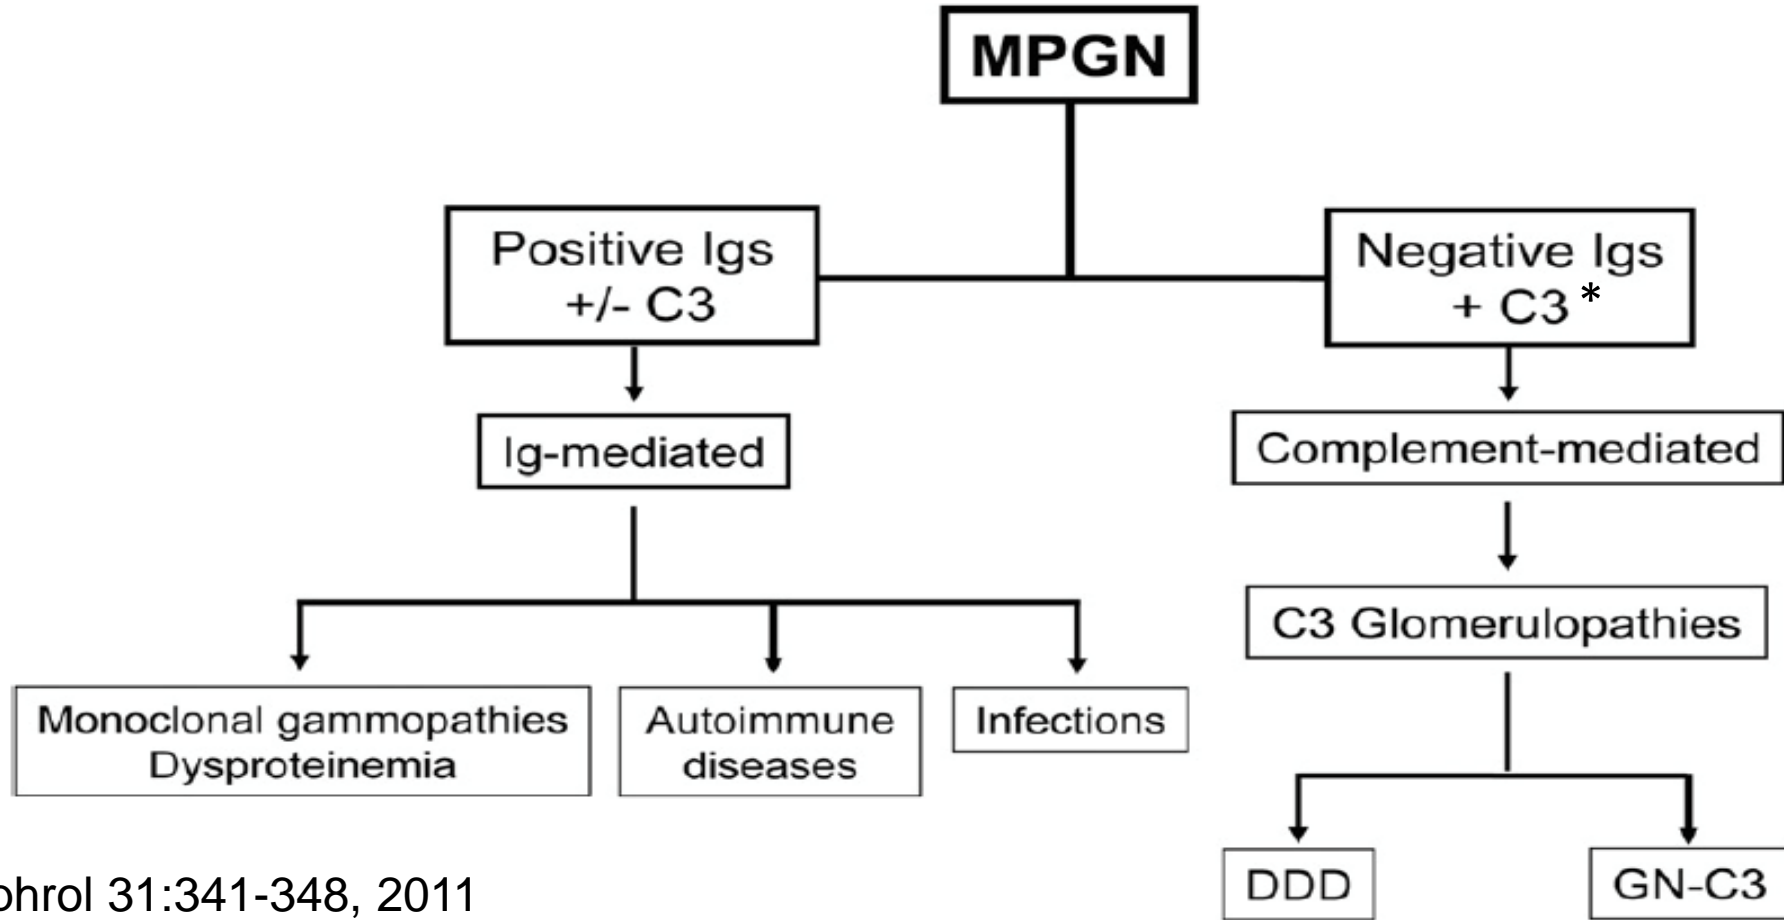 MPGN
Positive Igs
+/- C3
Negative Igs
+ C3 *
Ig-mediated
Complement-mediated
C3 Glomerulopathies
Monoclonal gammopathies
Dysproteinemia
Autoimmune
diseases
Infections
DDD
GN-C3
ohrol 31:341-348, 2011